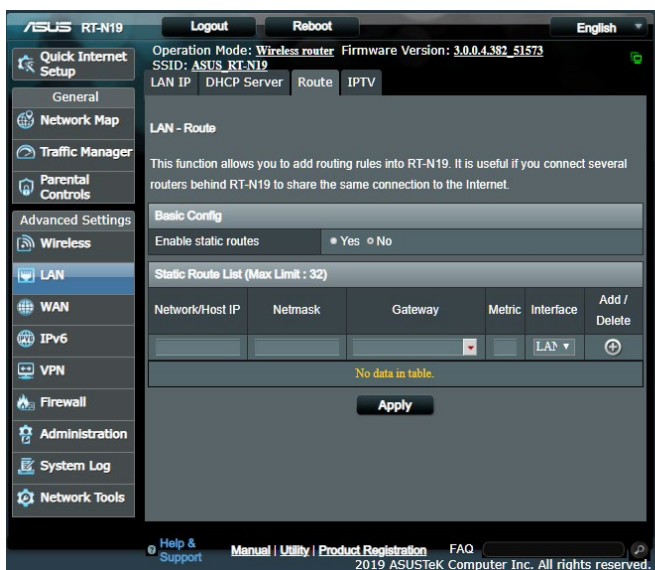 ASUS RT-N19 Logout Reboot English
Quick Internet Setup
General
Network Map
Traffic Manager
Parental Controls
Advanced Settings
Wireless
LAN
WAN
IPv6
VPN
Firewall
Administration
System Log
Network Tools
Operation Mode: Wireless router Firmware Version: 3.0.0.4.382_51573
SSID: ASUS_RT-N19
LAN IP DHCP Server Route IPTV
LAN - Route
This function allows you to add routing rules into RT-N19. It is useful if you connect several
routers behind RT-N19 to share the same connection to the Internet.
Basic Config
Enable static routes Yes No
Static Route List (Max Limit : 32)
Network/Host IP Netmask Gateway Metric Interface Add / Delete
LAN
No data in table.
Apply
Help & Support Manual | Utility | Product Registration FAQ
2019 ASUSTeK Computer Inc. All rights reserved.